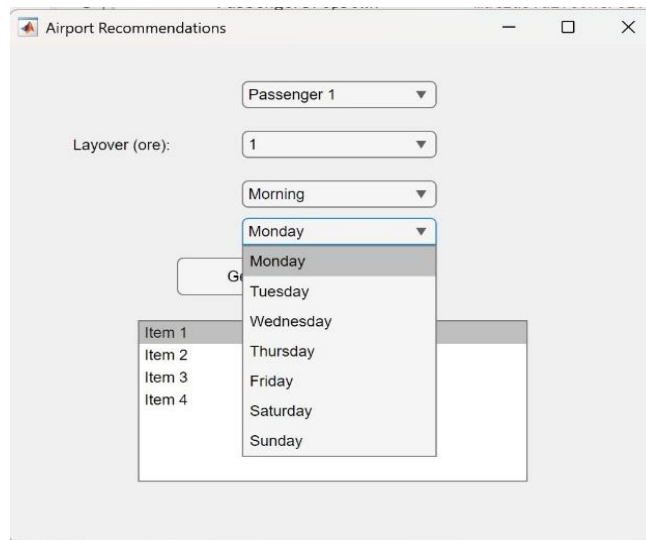 Airport Recommendations
Passenger 1
Layover (ore):
1
Morning
Monday
Monday
Tuesday
Wednesday
Thursday
Friday
Saturday
Sunday
Item 1
Item 2
Item 3
Item 4